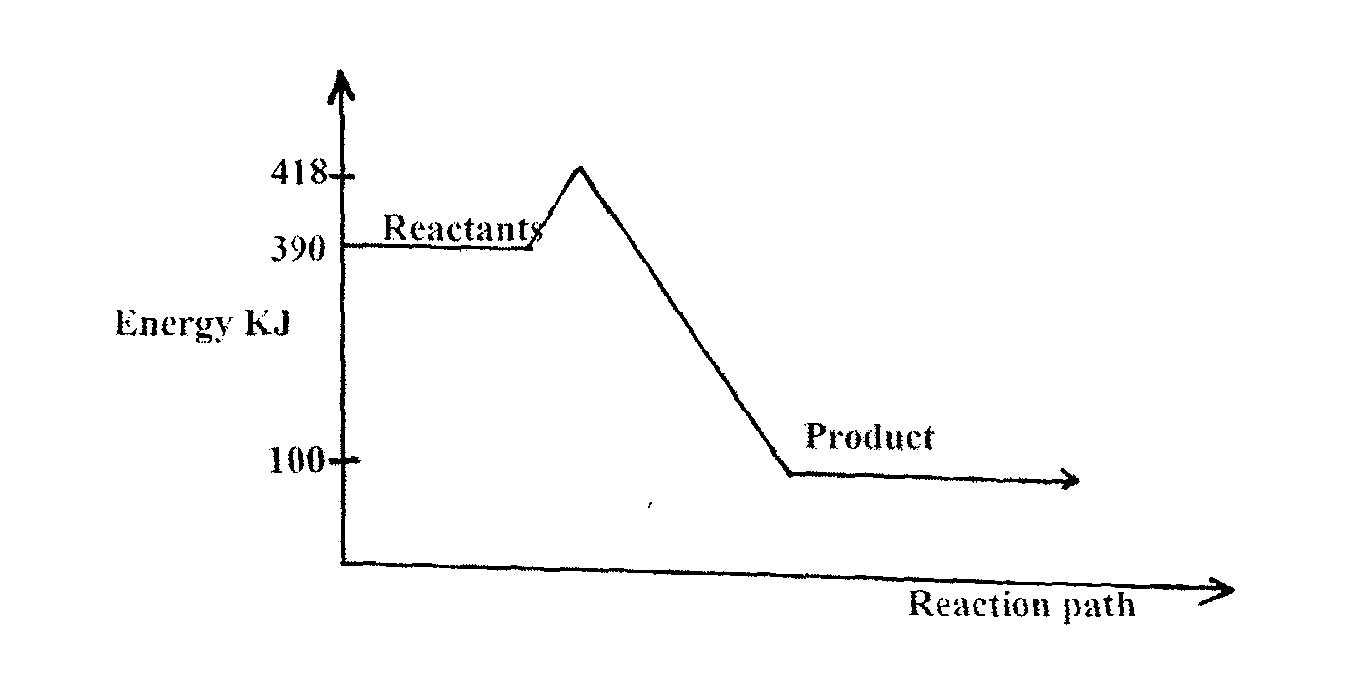 418
Reactants
390
Energy KJ
Product
100
Reaction path